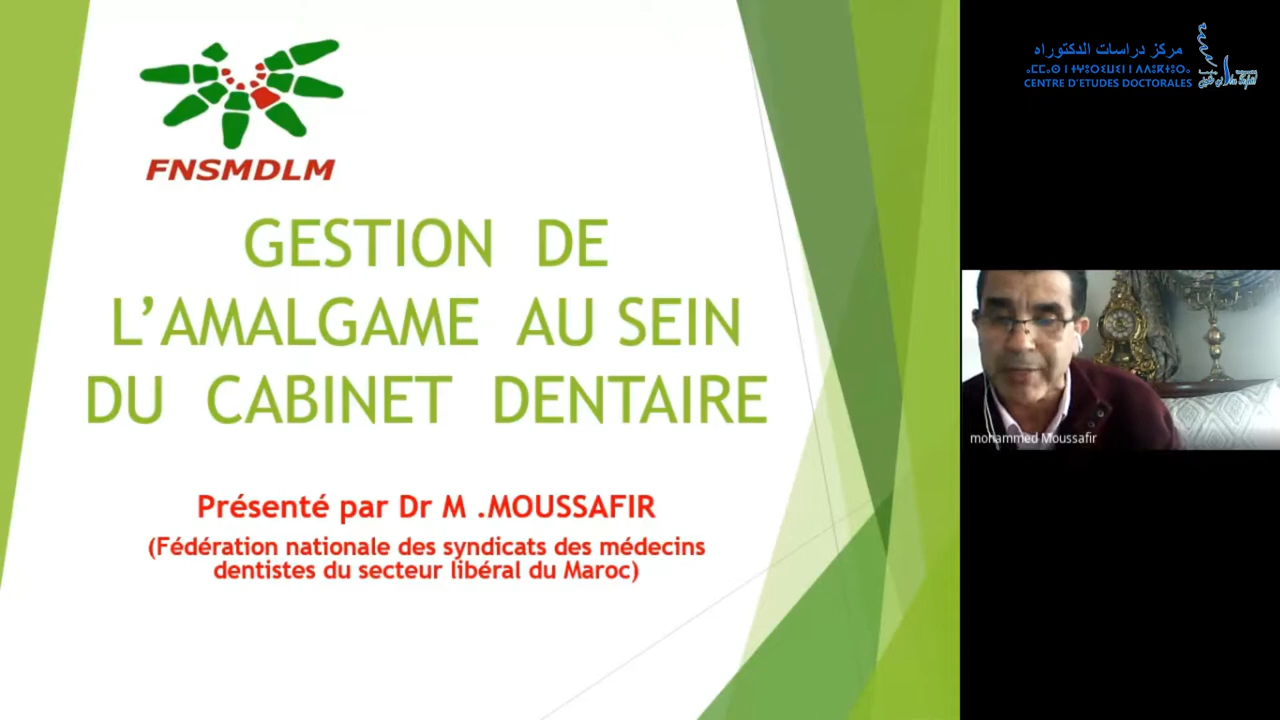 FNSMDLM
GESTION DE
L’AMALGAME AU SEIN
DU CABINET DENTAIRE
Présenté par Dr M .MOUSSAFIR
(Fédération nationale des syndicats des médecins
dentistes du secteur libéral du Maroc)
مركز دراسات الدكتوراه
CENTRE D'ETUDES DOCTORALES
mohammed Moussafir